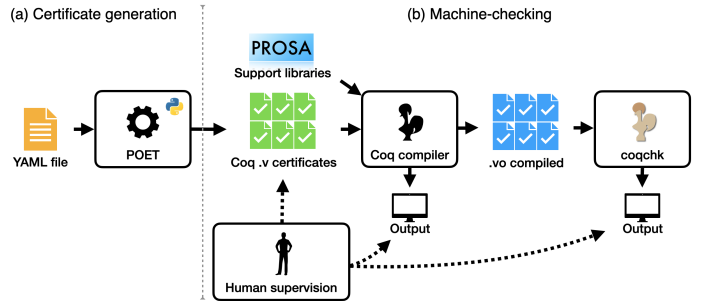 (a) Certificate generation
(b) Machine-checking
PROSA
Support libraries
YAML file
POET
Coq .v certificates
Coq compiler
.vo compiled
coqchk
Output
Output
Human supervision